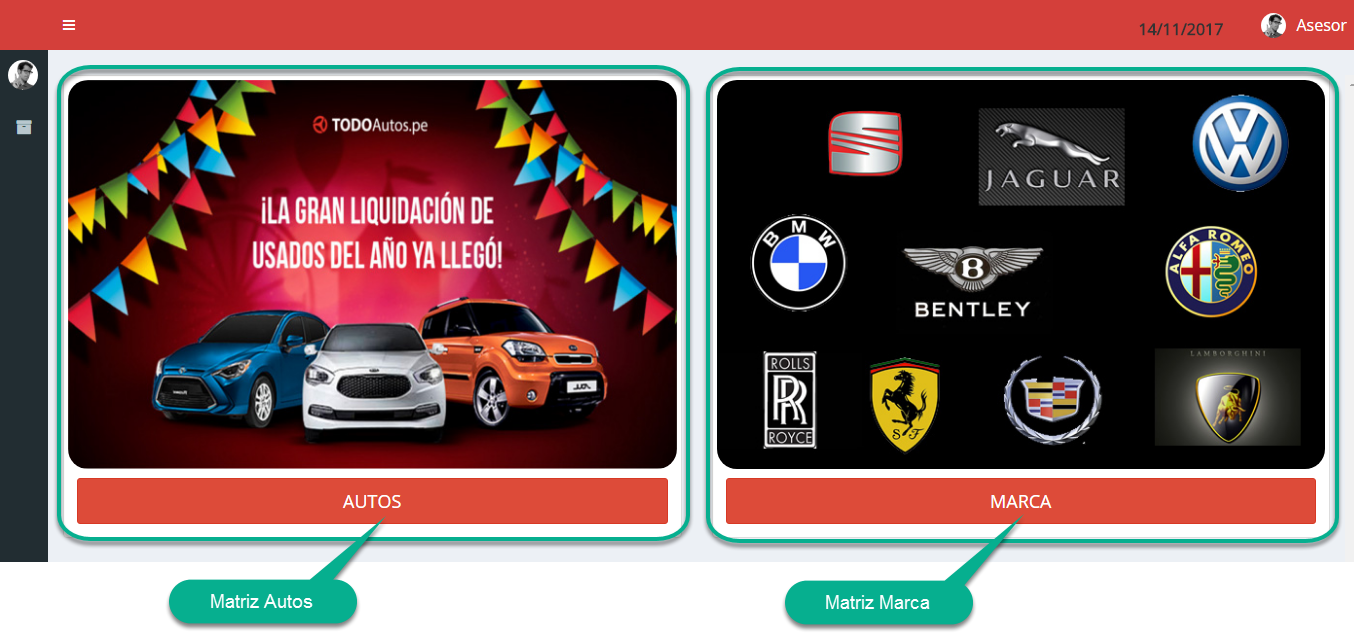 14/11/2017
Asesor
TODOAutos.pe
¡LA GRAN LIQUIDACIÓN DE
USADOS DEL AÑO YA LLEGÓ!
AUTOS
JAGUAR
BMW
BENTLEY
ALFA ROMEO
ROLLS
RR
ROYCE
S F
LAMBORGHINI
MARCA
Matriz Autos
Matriz Marca